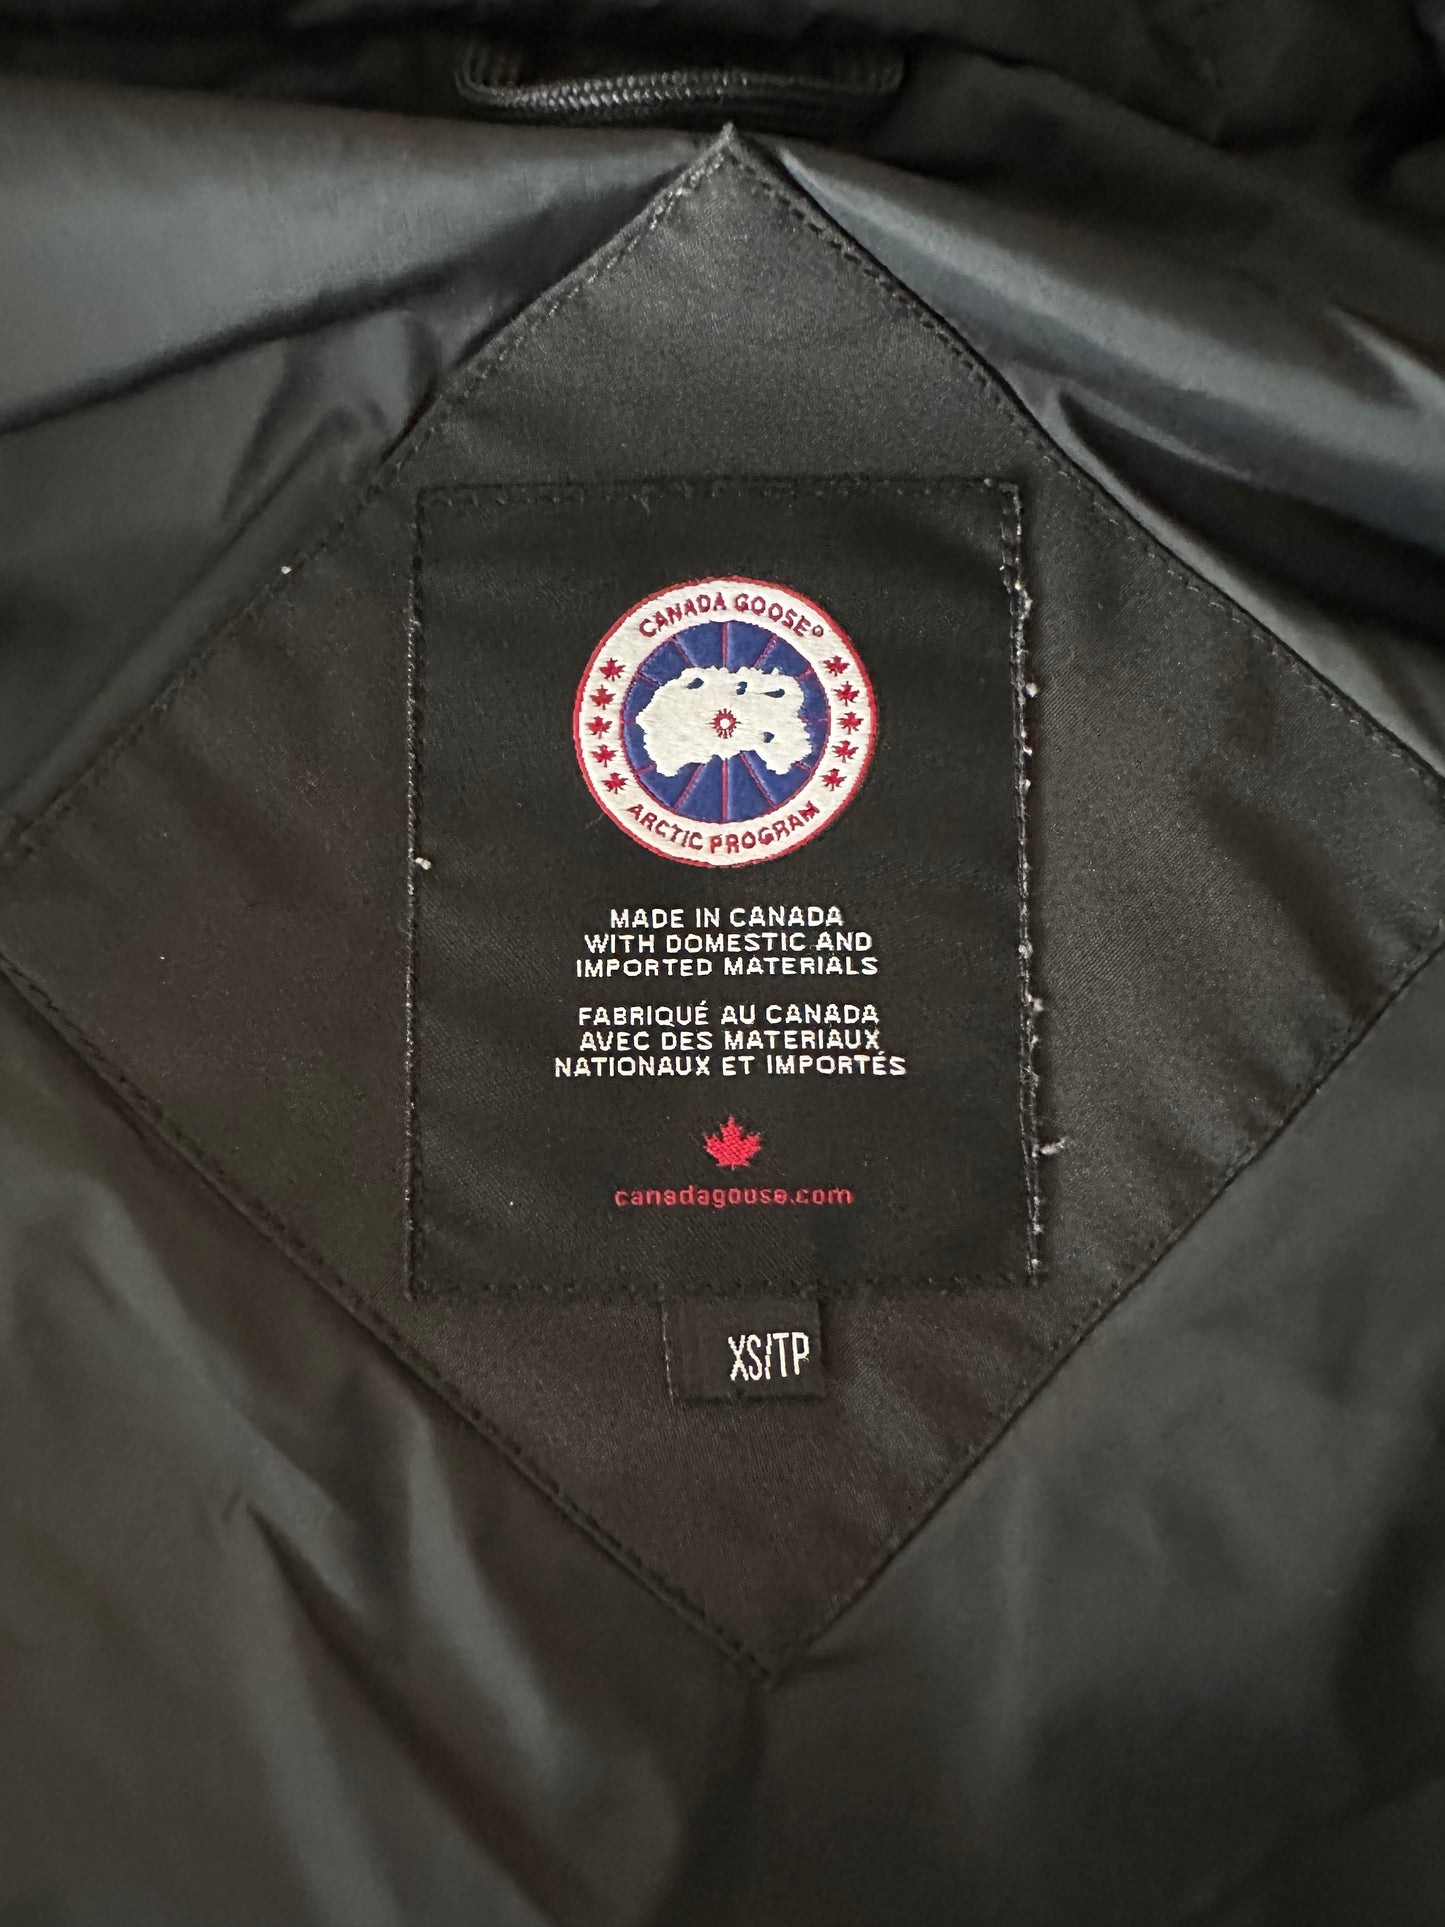 CANADA GOOSE®
ARCTIC PROGRAM
MADE IN CANADA
WITH DOMESTIC AND
IMPORTED MATERIALS
FABRIQUÉ AU CANADA
AVEC DES MATERIAUX
NATIONAUX ET IMPORTÉS
canadagouse.com
XS/TP